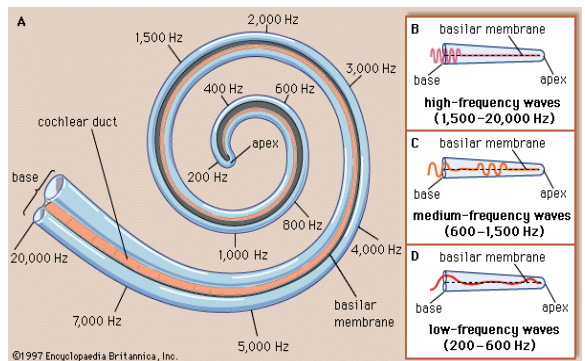 A
2,000 Hz
1,500 Hz
3,000 Hz
400 Hz
600 Hz
cochlear duct
apex
200 Hz
base
800 Hz
1,000 Hz
4,000 Hz
20,000 Hz
7,000 Hz
5,000 Hz
basilar
membrane
©1997 Encyclopaedia Britannica, Inc.
B
basilar membrane
base
apex
high-frequency waves
(1,500–20,000 Hz)
C
basilar membrane
base
apex
medium-frequency waves
(600–1,500 Hz)
D
basilar membrane
base
apex
low-frequency waves
(200–600 Hz)